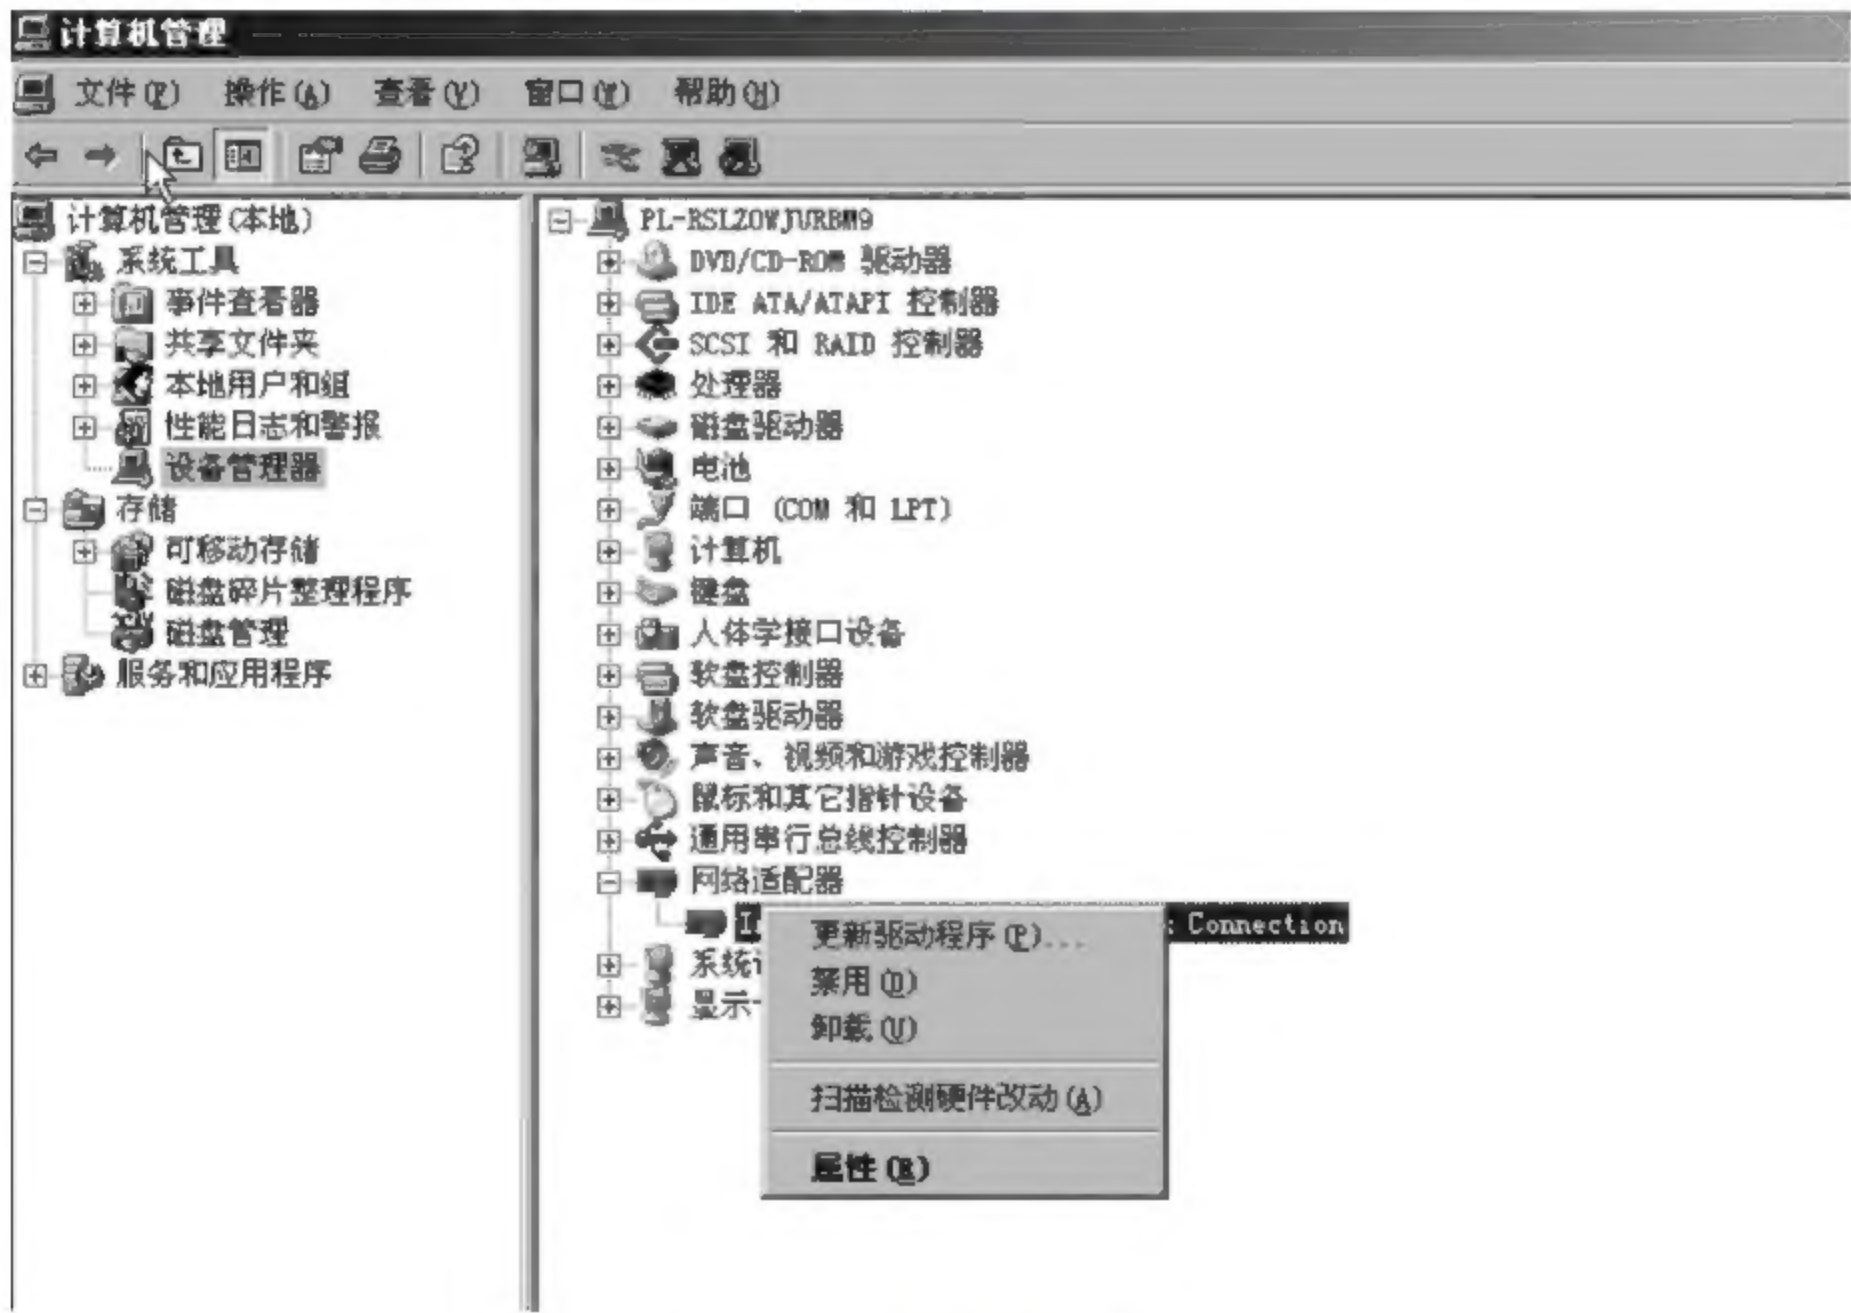 计算机管理
文件(F) 操作(A) 查看(V) 窗口(W) 帮助(H)
计算机管理(本地)
系统工具
事件查看器
共享文件夹
本地用户和组
性能日志和警报
设备管理器
存储
可移动存储
磁盘碎片整理程序
磁盘管理
服务和应用程序
PL-RSLZOWJURBM9
DVD/CD-ROM 驱动器
IDE ATA/ATAPI 控制器
SCSI 和 RAID 控制器
处理器
磁盘驱动器
电池
端口 (COM 和 LPT)
计算机
键盘
人体学接口设备
软盘控制器
软盘驱动器
声音、视频和游戏控制器
鼠标和其它指针设备
通用串行总线控制器
网络适配器
Connection
系统
显示
更新驱动程序(P)...
禁用(D)
卸载(U)
扫描检测硬件改动(A)
属性(R)